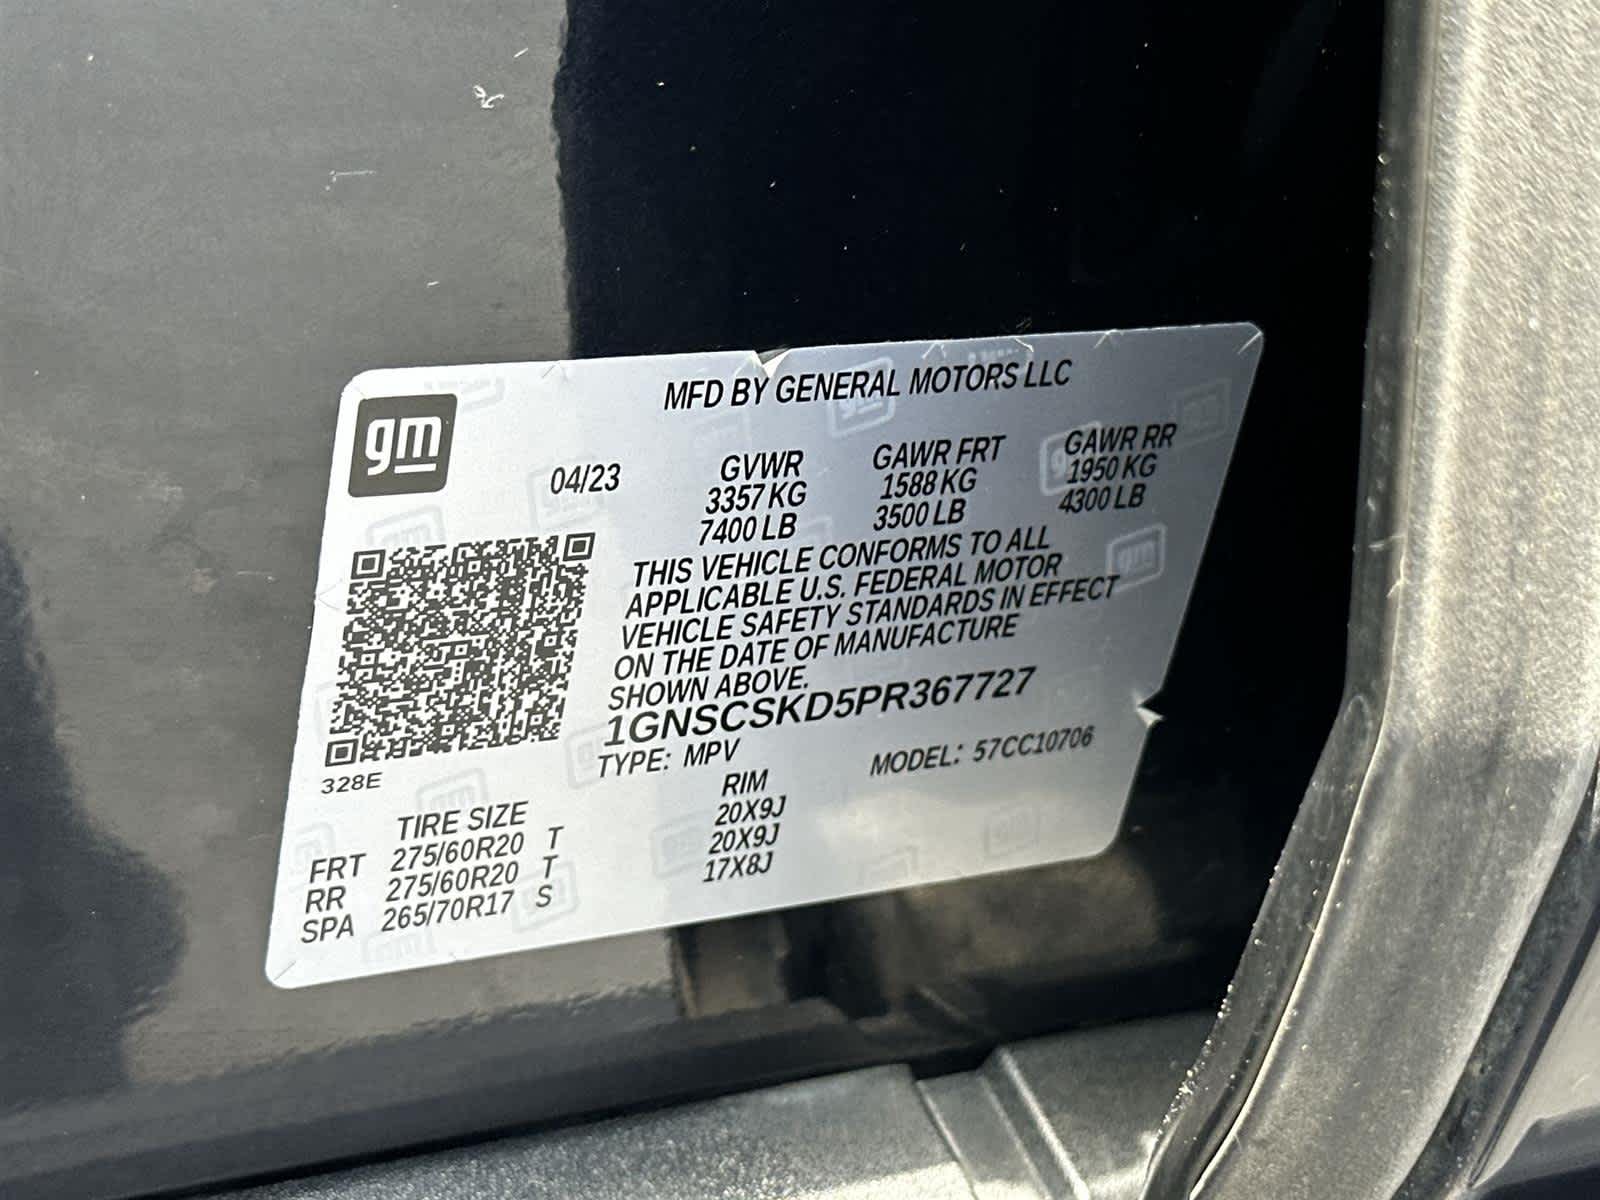 MFD BY GENERAL MOTORS LLC
gm
04/23 GVWR GAWR FRT GAWR RR
3357 KG 1588 KG 1950 KG
7400 LB 3500 LB 4300 LB
THIS VEHICLE CONFORMS TO ALL
APPLICABLE U.S. FEDERAL MOTOR
VEHICLE SAFETY STANDARDS IN EFFECT
ON THE DATE OF MANUFACTURE
SHOWN ABOVE.
1GNSCSKD5PR367727
TYPE: MPV MODEL: 57CC10706
328E
TIRE SIZE RIM
FRT 275/60R20 T 20X9J
RR 275/60R20 T 20X9J
SPA 265/70R17 S 17X8J